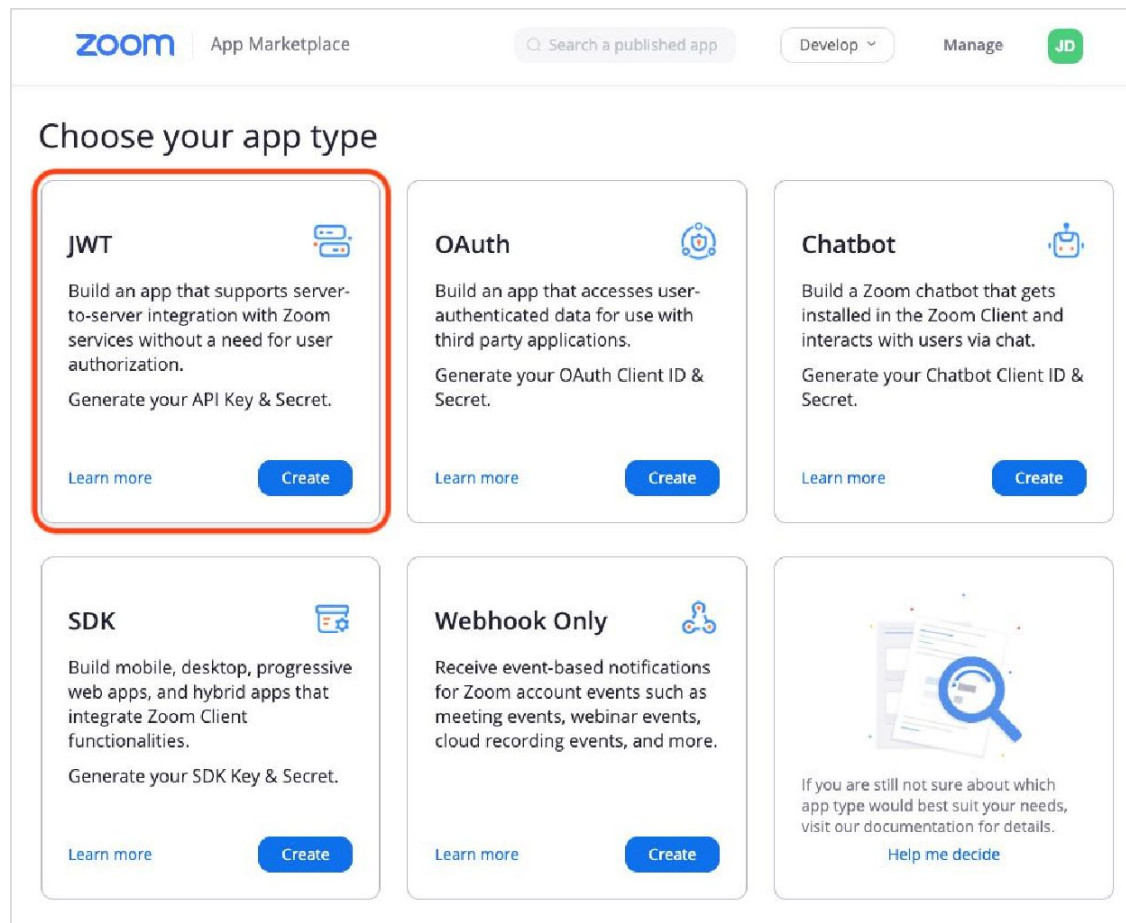 zoom App Marketplace Search a published app Develop Manage JD
Choose your app type
JWT
Build an app that supports server-
to-server integration with Zoom
services without a need for user
authorization.
Generate your API Key & Secret.
Learn more Create
OAuth
Build an app that accesses user-
authenticated data for use with
third party applications.
Generate your OAuth Client ID &
Secret.
Learn more Create
Chatbot
Build a Zoom chatbot that gets
installed in the Zoom Client and
interacts with users via chat.
Generate your Chatbot Client ID &
Secret.
Learn more Create
SDK
Build mobile, desktop, progressive
web apps, and hybrid apps that
integrate Zoom Client
functionalities.
Generate your SDK Key & Secret.
Learn more Create
Webhook Only
Receive event-based notifications
for Zoom account events such as
meeting events, webinar events,
cloud recording events, and more.
Learn more Create
If you are still not sure about which
app type would best suit your needs,
visit our documentation for details.
Help me decide